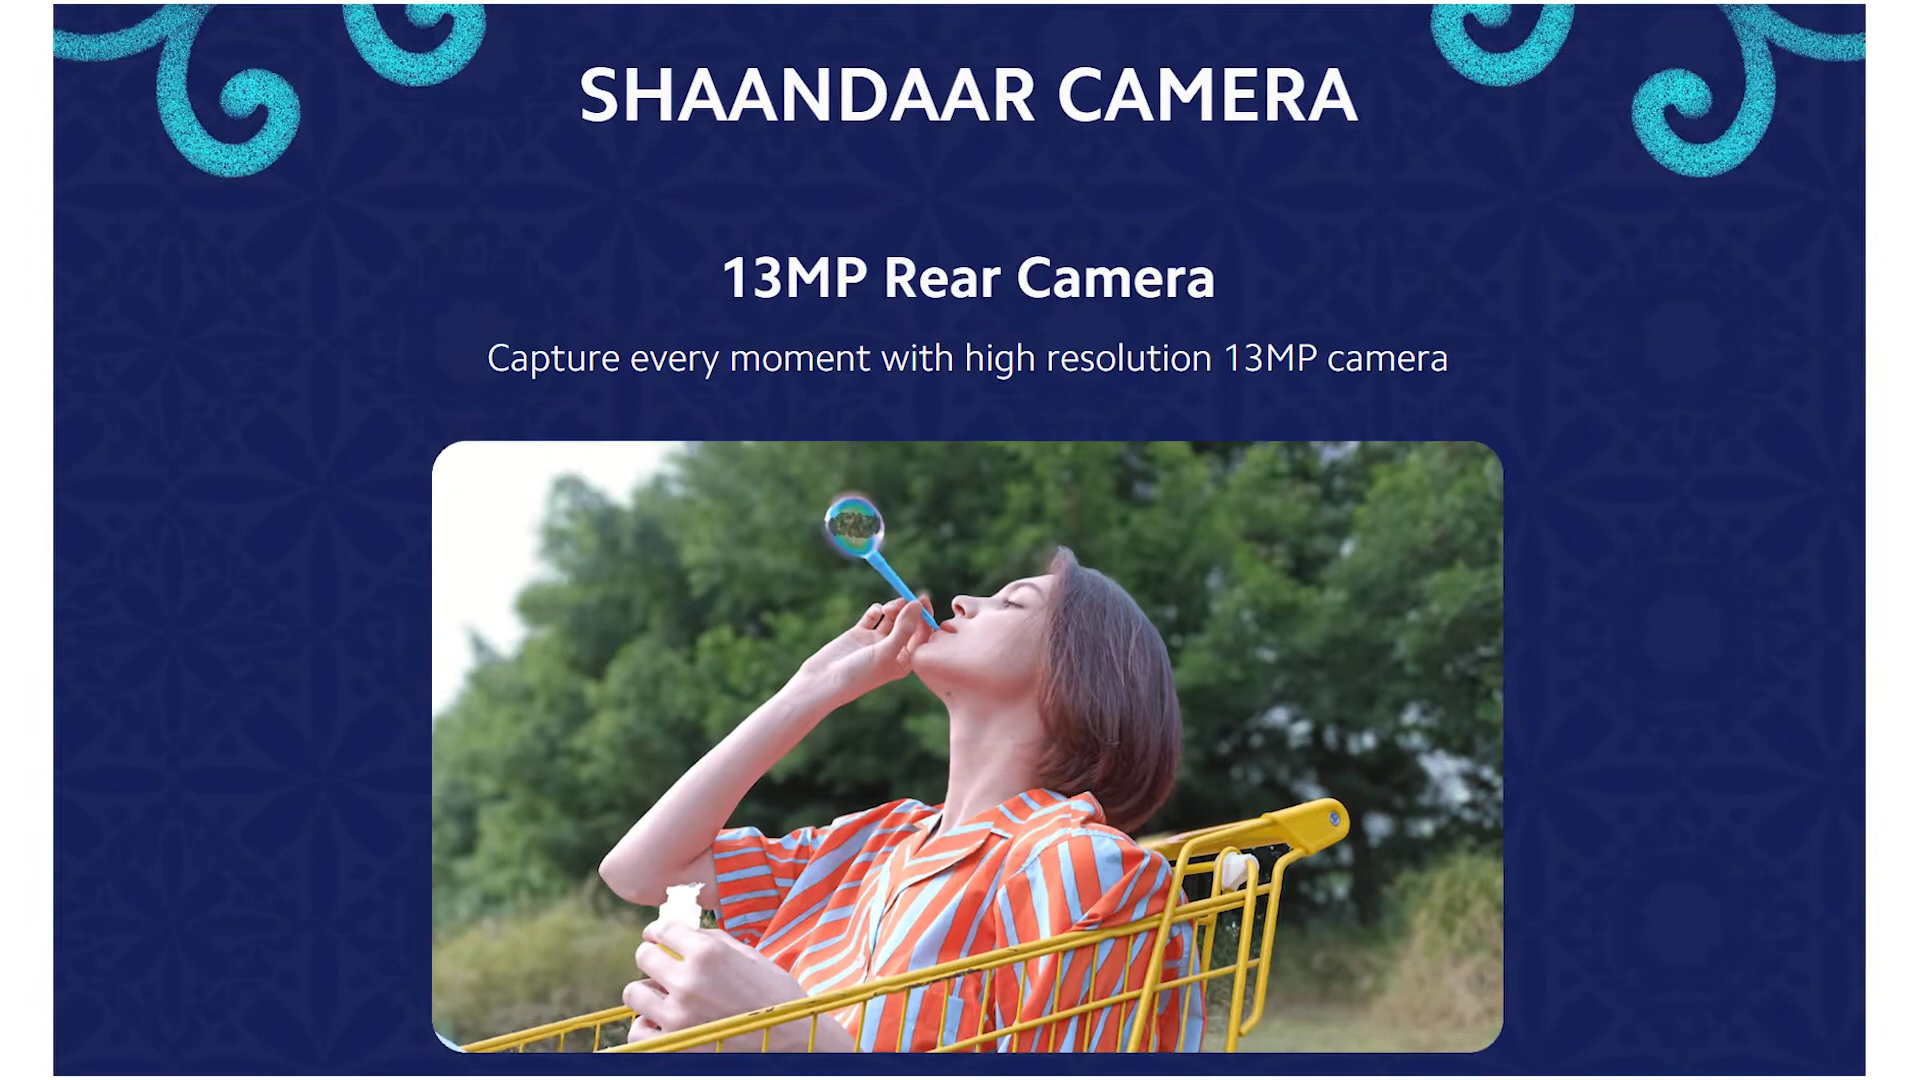 SHAANDAAR CAMERA
13MP Rear Camera
Capture every moment with high resolution 13MP camera